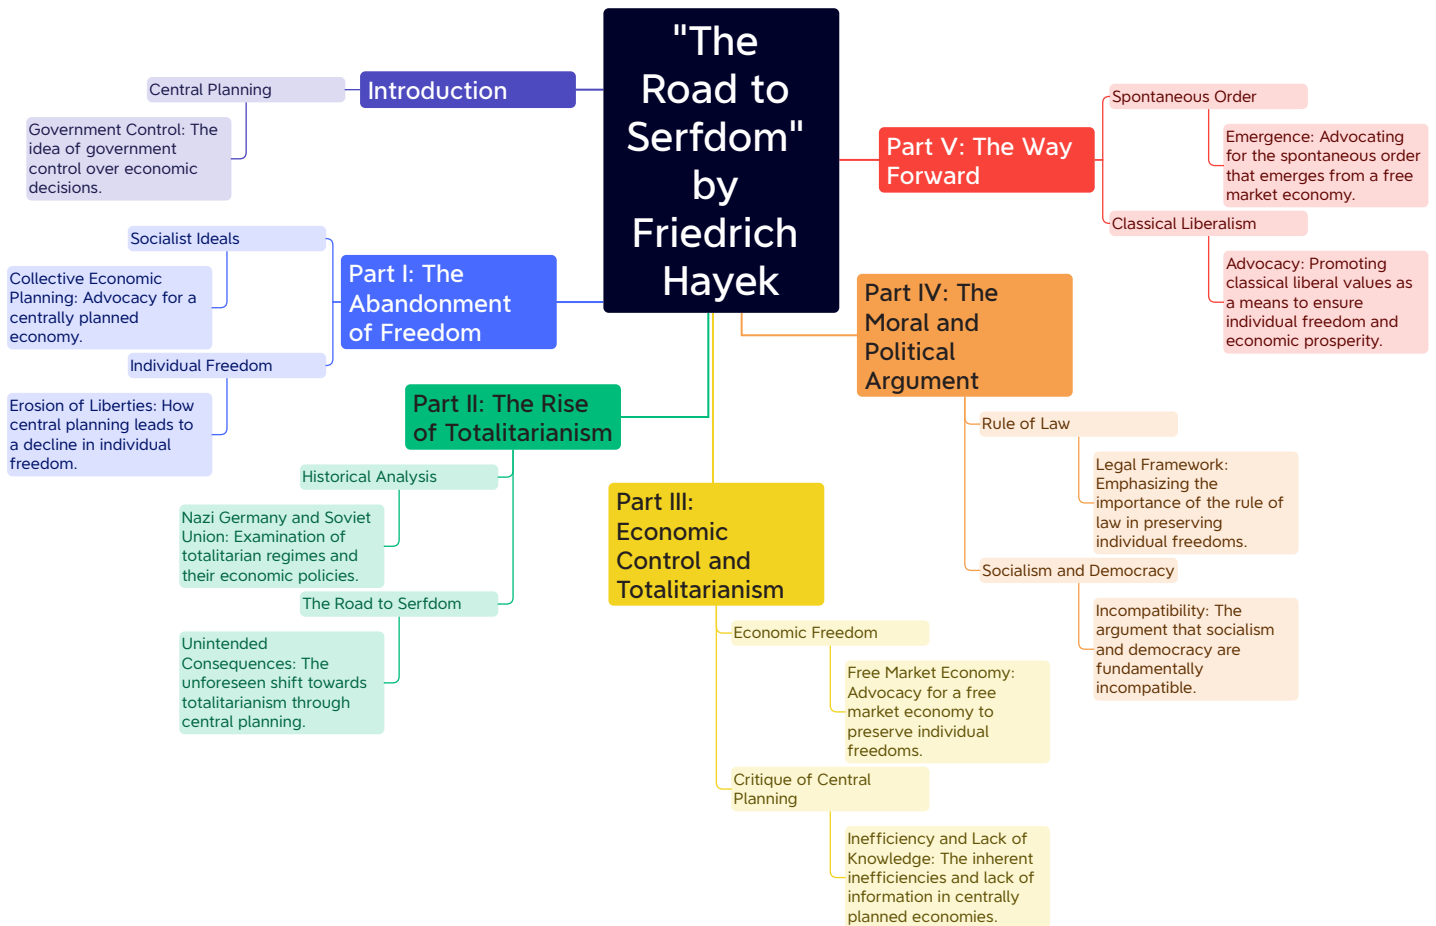 "The
Road to
Serfdom"
by
Friedrich
Hayek
Introduction
Central Planning
Government Control: The
idea of government
control over economic
decisions.
Part I: The
Abandonment
of Freedom
Socialist Ideals
Collective Economic
Planning: Advocacy for a
centrally planned
economy.
Individual Freedom
Erosion of Liberties: How
central planning leads to
a decline in individual
freedom.
Part II: The Rise
of Totalitarianism
Historical Analysis
Nazi Germany and Soviet
Union: Examination of
totalitarian regimes and
their economic policies.
The Road to Serfdom
Unintended
Consequences: The
unforeseen shift towards
totalitarianism through
central planning.
Part III:
Economic
Control and
Totalitarianism
Economic Freedom
Free Market Economy:
Advocacy for a free
market economy to
preserve individual
freedoms.
Critique of Central
Planning
Inefficiency and Lack of
Knowledge: The inherent
inefficiencies and lack of
information in centrally
planned economies.
Part IV: The
Moral and
Political
Argument
Rule of Law
Legal Framework:
Emphasizing the
importance of the rule of
law in preserving
individual freedoms.
Socialism and Democracy
Incompatibility: The
argument that socialism
and democracy are
fundamentally
incompatible.
Part V: The Way
Forward
Spontaneous Order
Emergence: Advocating
for the spontaneous order
that emerges from a free
market economy.
Classical Liberalism
Advocacy: Promoting
classical liberal values as
a means to ensure
individual freedom and
economic prosperity.